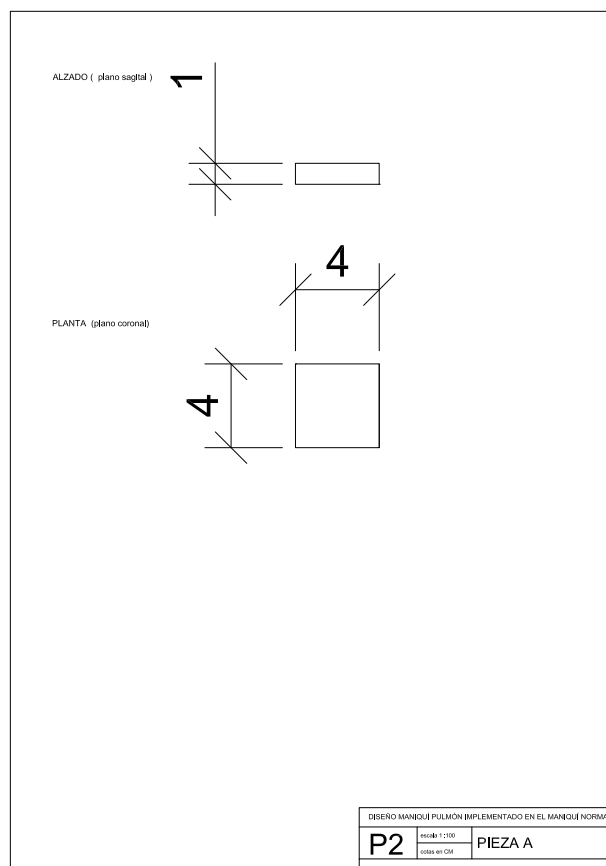 ALZADO ( plano sagital )
1
4
PLANTA (plano coronal)
4
DISEÑO MANIQUÍ PULMÓN IMPLEMENTADO EN EL MANIQUÍ NORMA
P2
escala 1:100
cotas en CM
PIEZA A